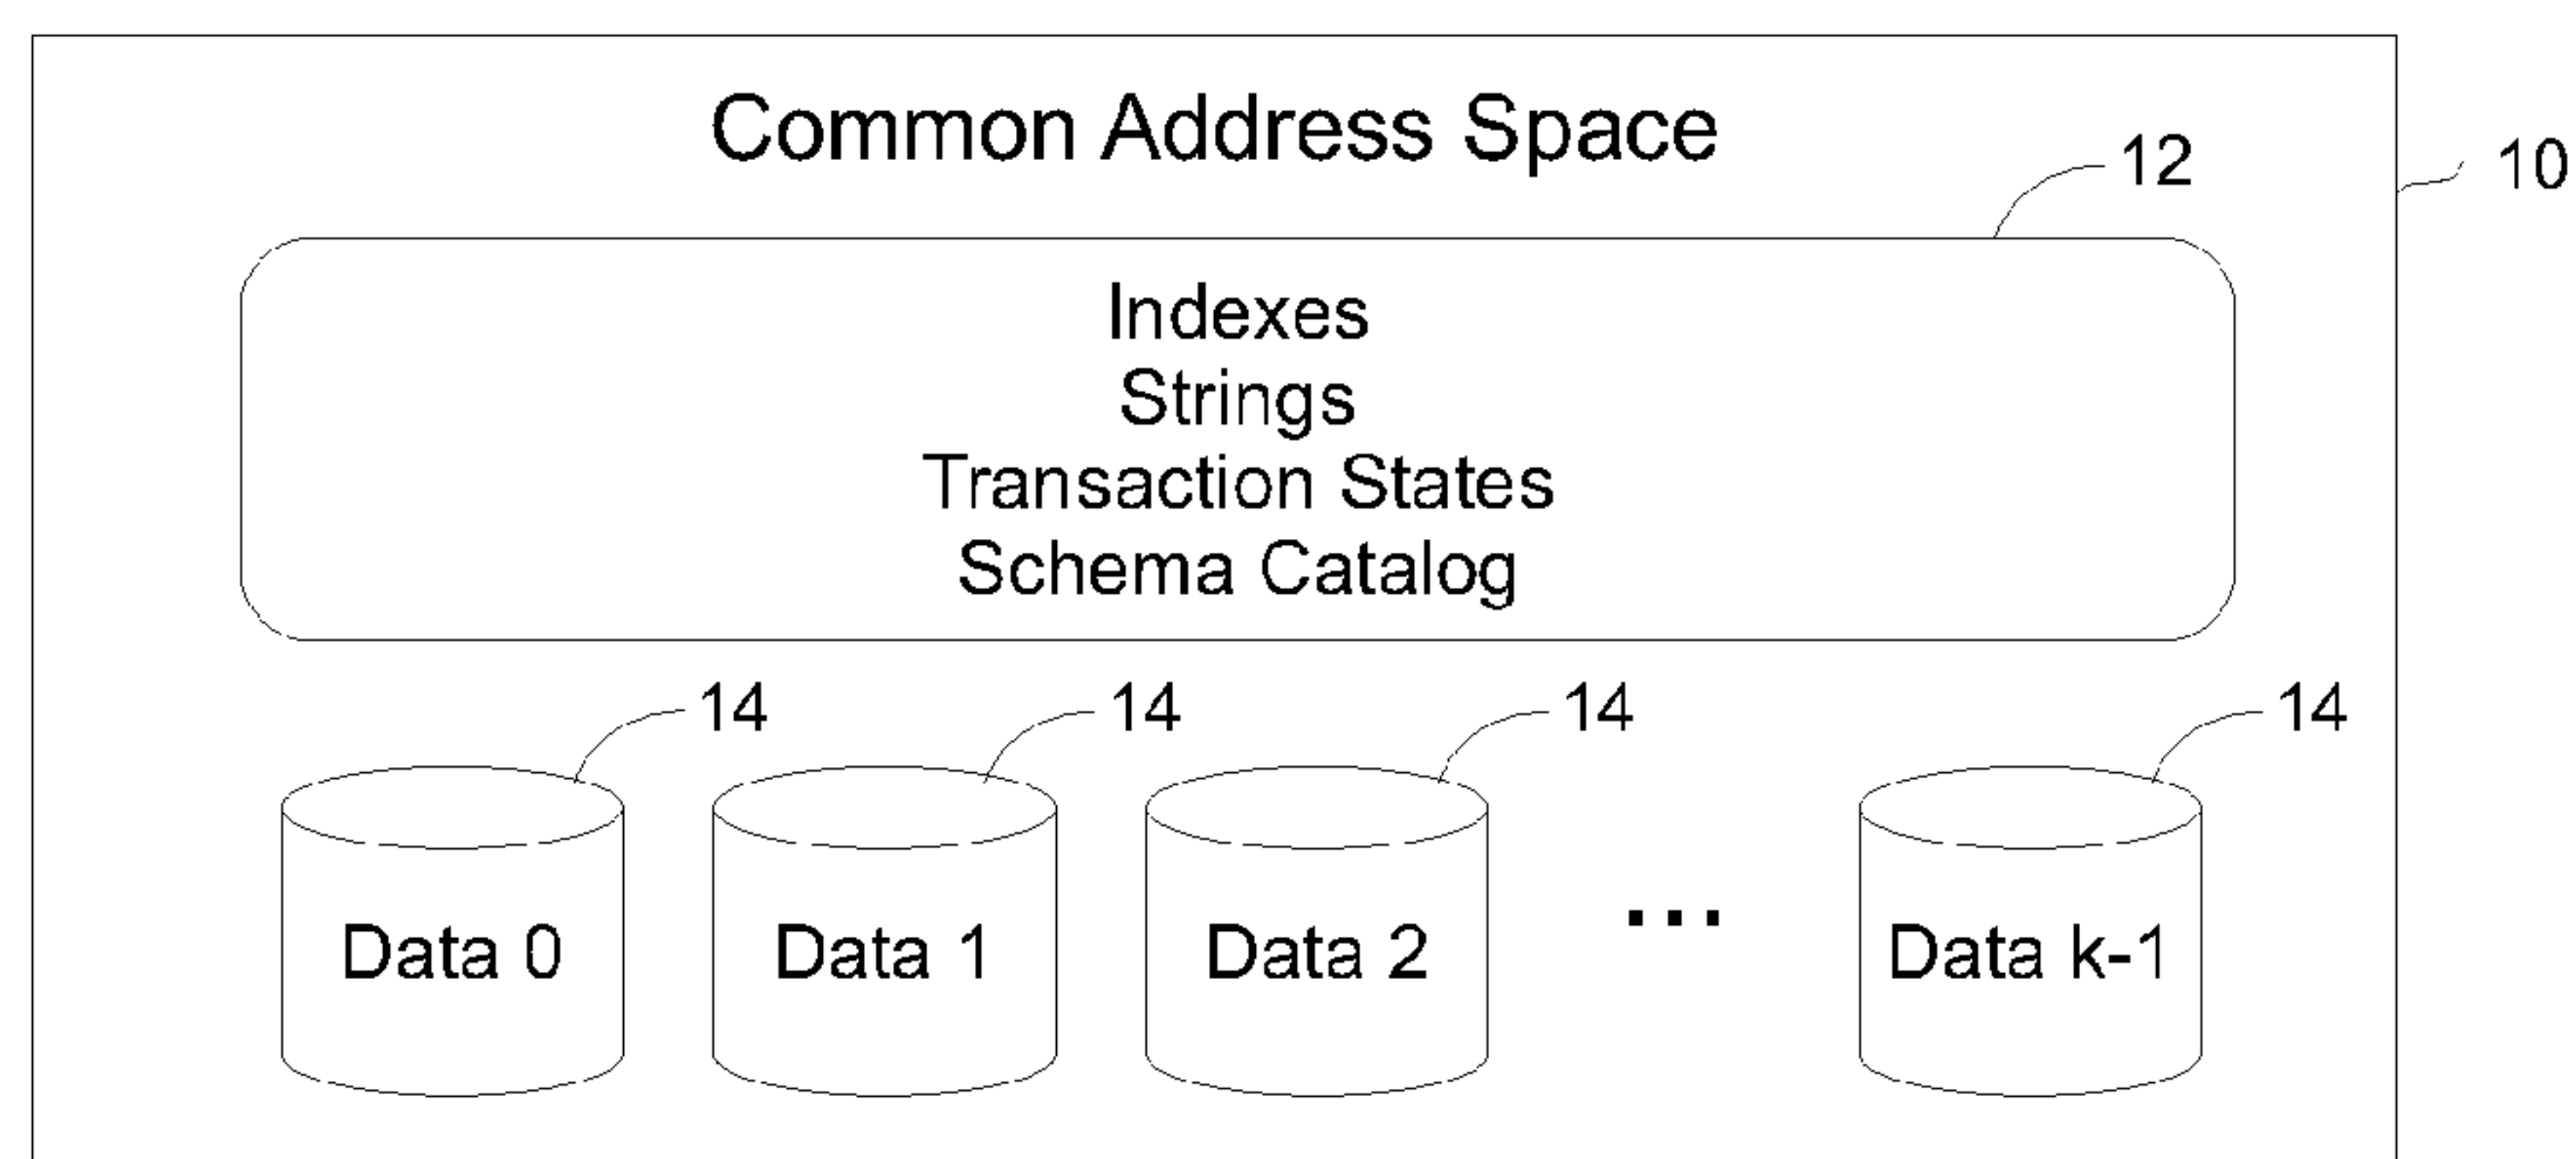 Common Address Space
12
10
Indexes
Strings
Transaction States
Schema Catalog
14 14 14 14
Data 0 Data 1 Data 2 ... Data k-1